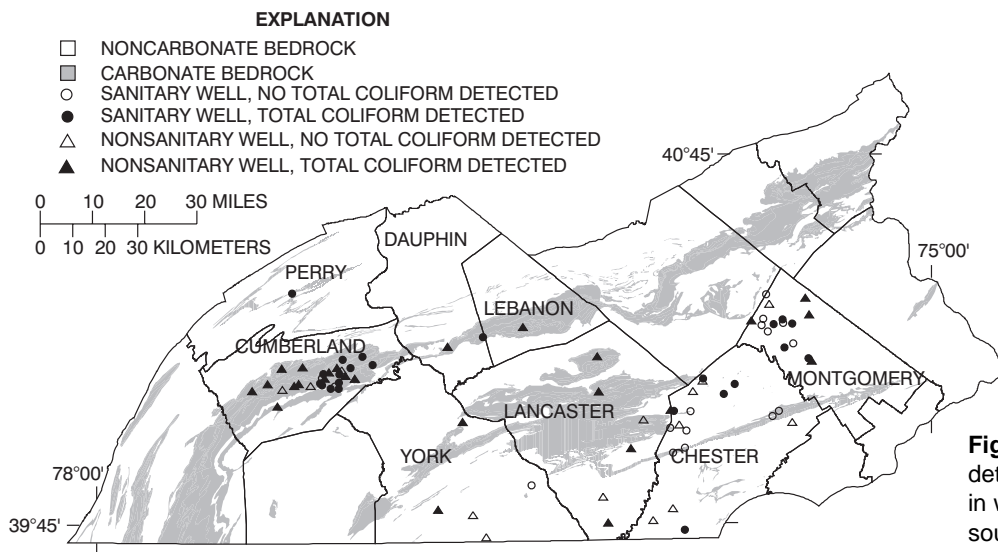 EXPLANATION
NONCARBONATE BEDROCK
CARBONATE BEDROCK
SANITARY WELL, NO TOTAL COLIFORM DETECTED
SANITARY WELL, TOTAL COLIFORM DETECTED
NONSANITARY WELL, NO TOTAL COLIFORM DETECTED
NONSANITARY WELL, TOTAL COLIFORM DETECTED
0 10 20 30 MILES
0 10 20 30 KILOMETERS
40°45'
75°00'
DAUPHIN
PERRY
LEBANON
CUMBERLAND
MONTGOMERY
LANCASTER
YORK
CHESTER
78°00'
39°45'
Fig
det
in w
sou